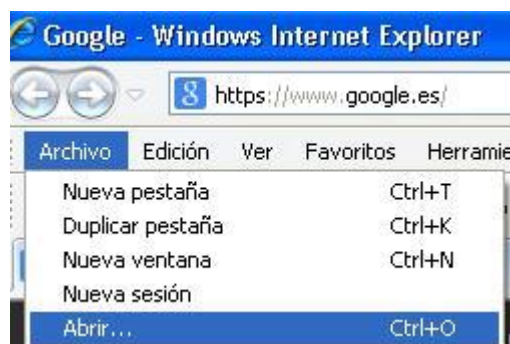 Google - Windows Internet Explorer
https://www.google.es/
Archivo Edición Ver Favoritos
Nueva pestaña Ctrl+T
Duplicar pestaña Ctrl+K
Nueva ventana Ctrl+N
Nueva sesión
Abrir... Ctrl+O